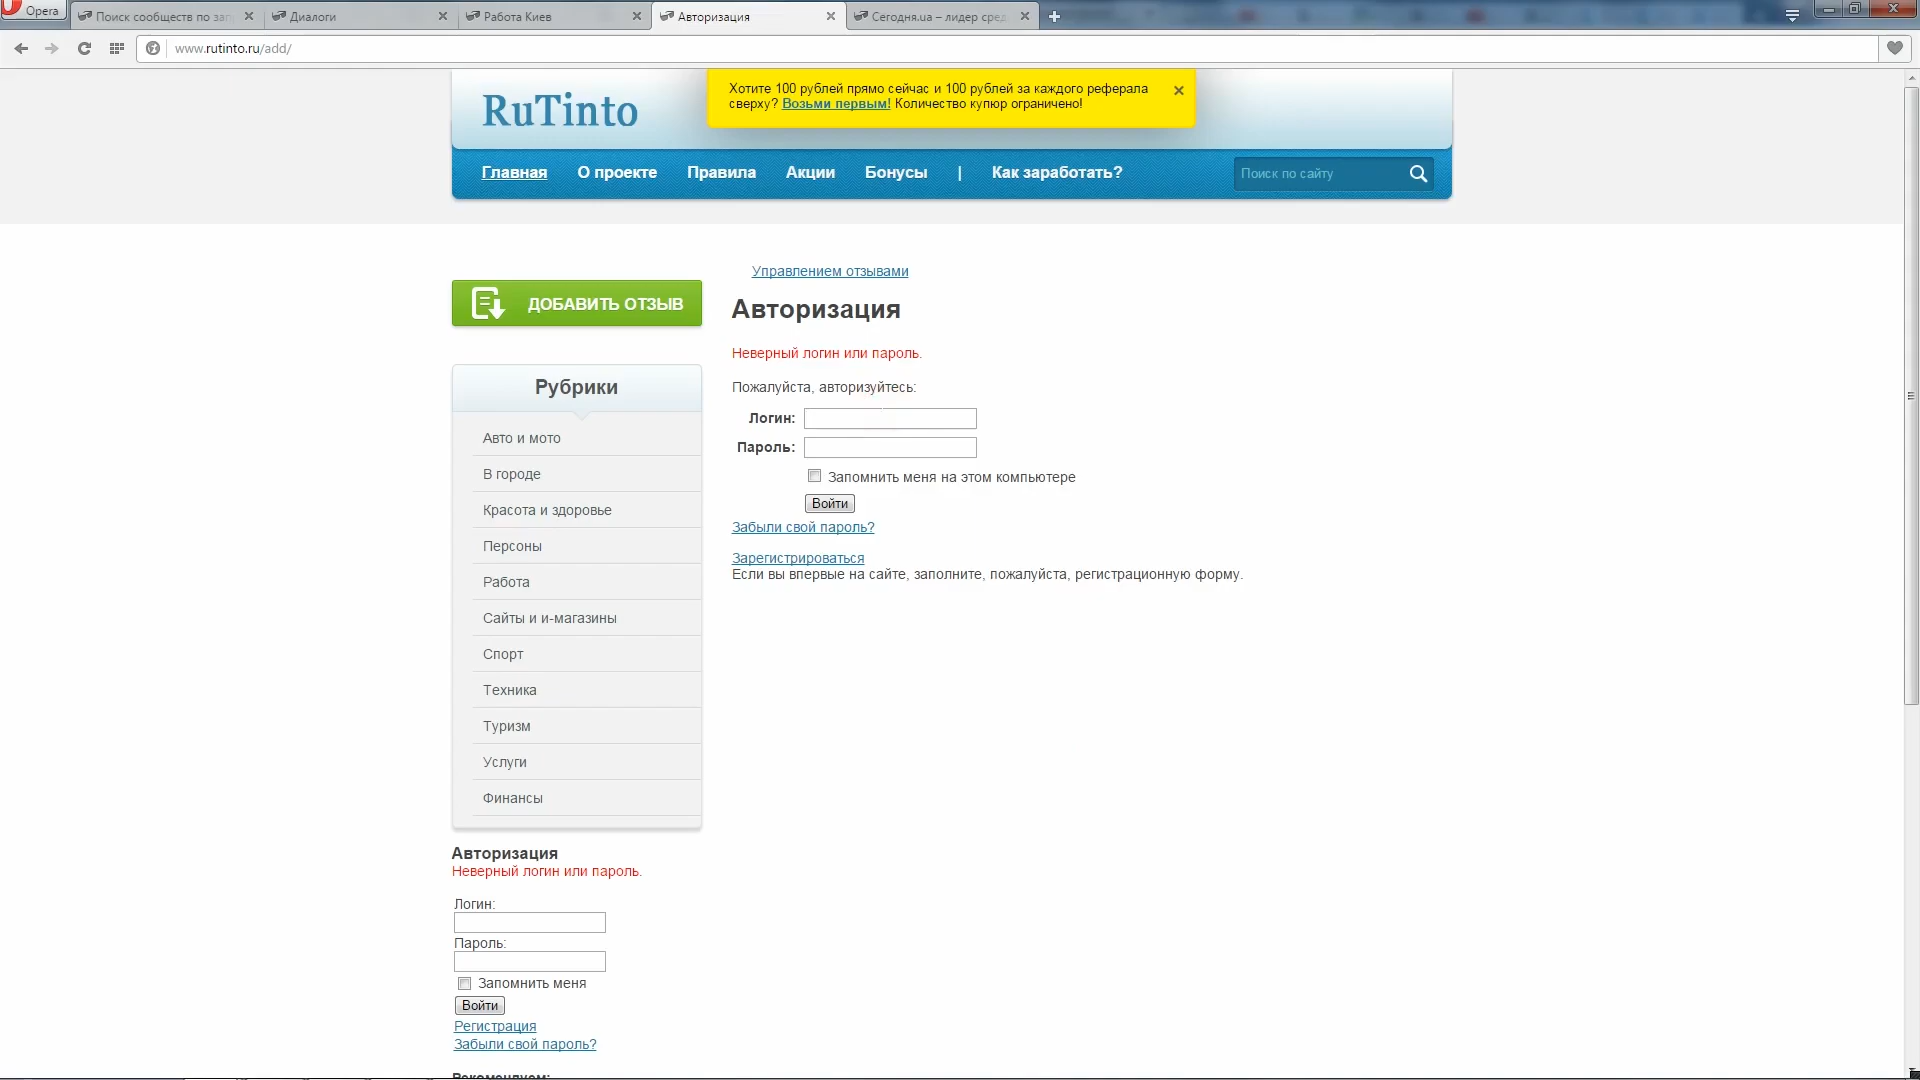 Opera
Поиск сообществ по зап
Диалоги
Работа Киев
Авторизация
Сегодня.ua – лидер сред
www.rutinto.ru/add/
RuTinto
Хотите 100 рублей прямо сейчас и 100 рублей за каждого реферала
сверху? Возьми первым! Количество купюр ограничено!
Главная
О проекте
Правила
Акции
Бонусы
|
Как заработать?
Поиск по сайту
ДОБАВИТЬ ОТЗЫВ
Рубрики
Авто и мото
В городе
Красота и здоровье
Персоны
Работа
Сайты и и-магазины
Спорт
Техника
Туризм
Услуги
Финансы
Авторизация
Неверный логин или пароль.
Логин:
Пароль:
Запомнить меня
Войти
Регистрация
Забыли свой пароль?
Рекомендуем:
Управлением отзывами
Авторизация
Неверный логин или пароль.
Пожалуйста, авторизуйтесь:
Логин:
Пароль:
Запомнить меня на этом компьютере
Войти
Забыли свой пароль?
Зарегистрироваться
Если вы впервые на сайте, заполните, пожалуйста, регистрационную форму.